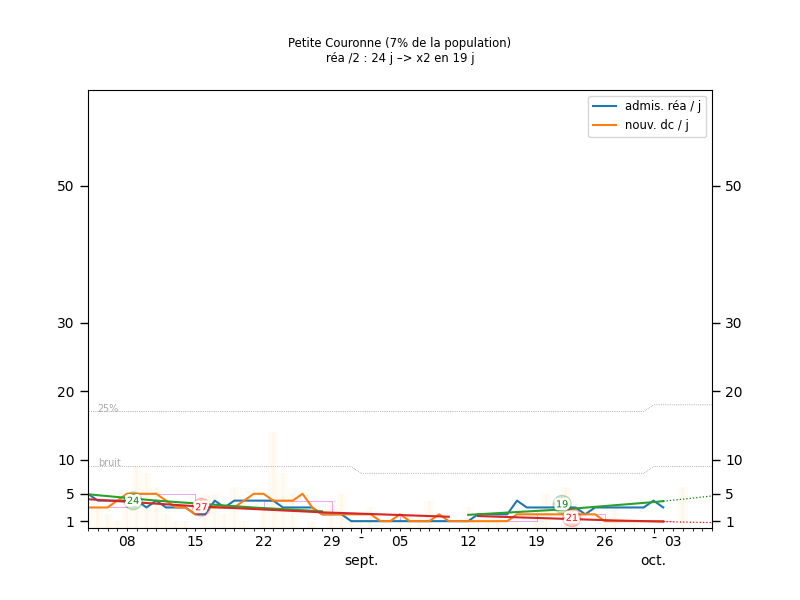 Petite Couronne (7% de la population)
réa /2 : 24 j –> x2 en 19 j
admis. réa / j
nouv. dc / j
50 50
30 30
20 20
25%
10 10
bruit
5 5
24 27 19 21
1 1
08 15 22 29 - 05 12 19 26 - 03
sept. oct.